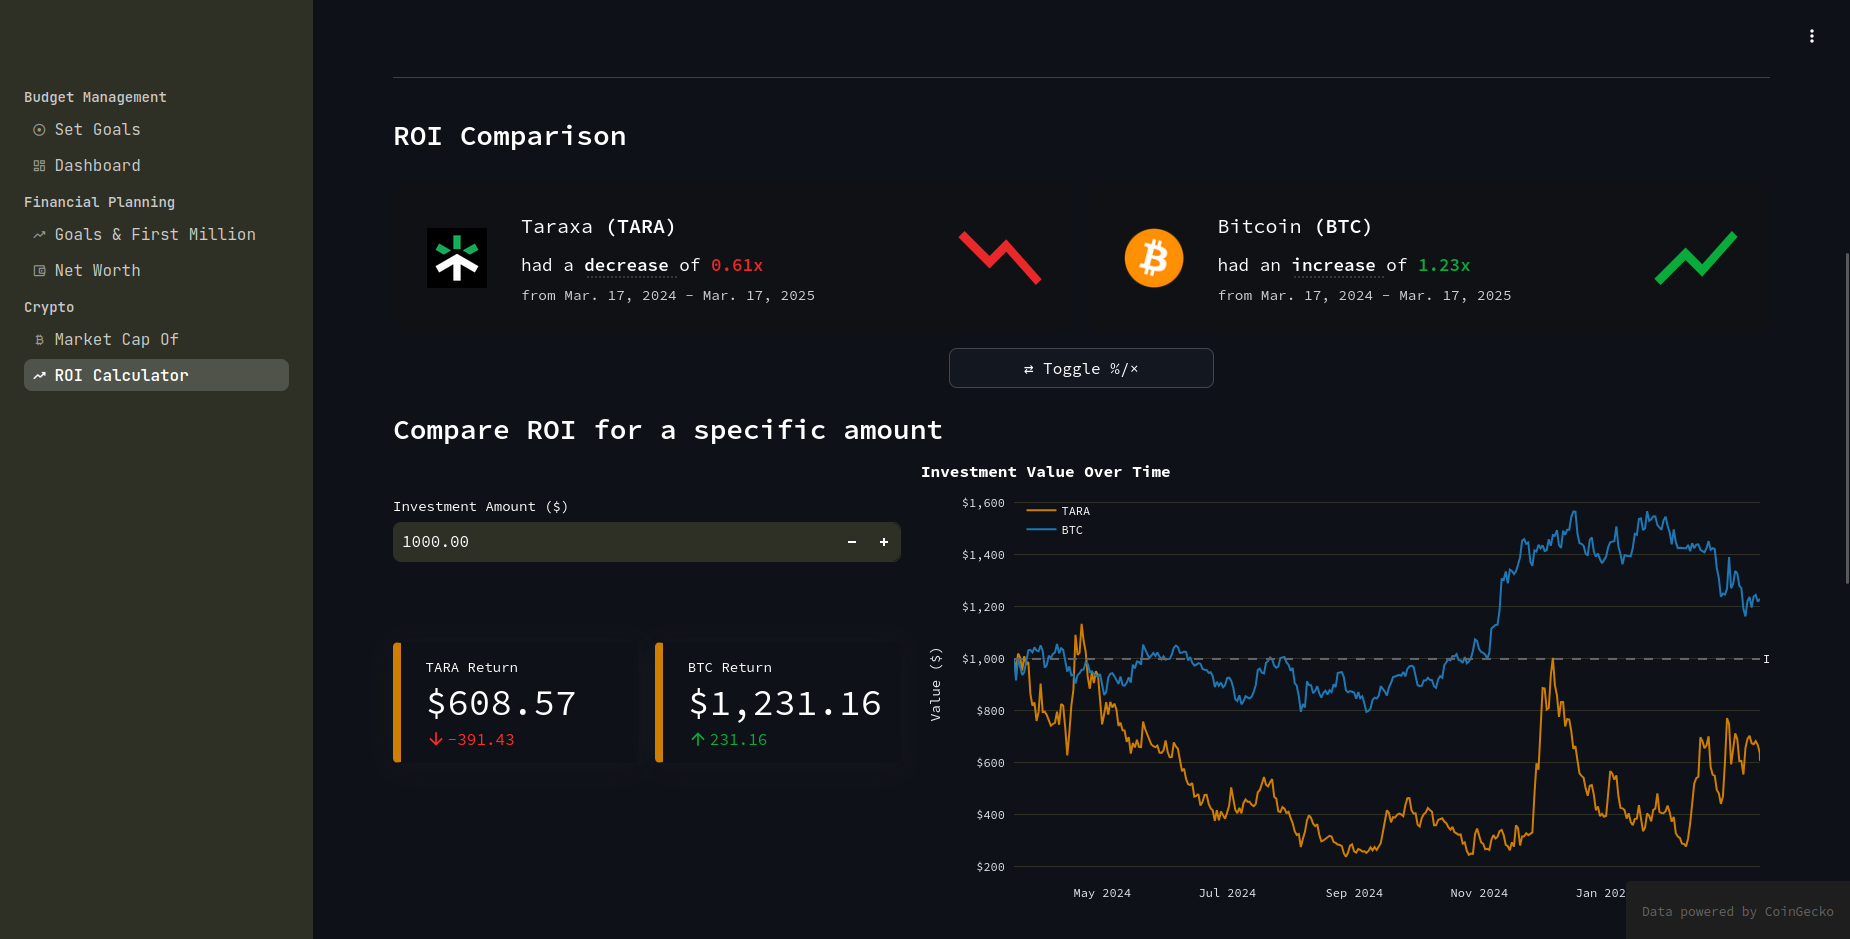 Budget Management
Set Goals
Dashboard
Financial Planning
Goals & First Million
Net Worth
Crypto
Market Cap Of
ROI Calculator
ROI Comparison
Taraxa (TARA)
had a decrease of 0.61x
from Mar. 17, 2024 - Mar. 17, 2025
Bitcoin (BTC)
had an increase of 1.23x
from Mar. 17, 2024 - Mar. 17, 2025
⇄ Toggle %/×
Compare ROI for a specific amount
Investment Amount ($)
1000.00
− +
TARA Return
$608.57
↓ -391.43
BTC Return
$1,231.16
↑ 231.16
Investment Value Over Time
TARA
BTC
Value ($)
$1,600
$1,400
$1,200
$1,000
$800
$600
$400
$200
I
May 2024
Jul 2024
Sep 2024
Nov 2024
Jan 202
Data powered by CoinGecko